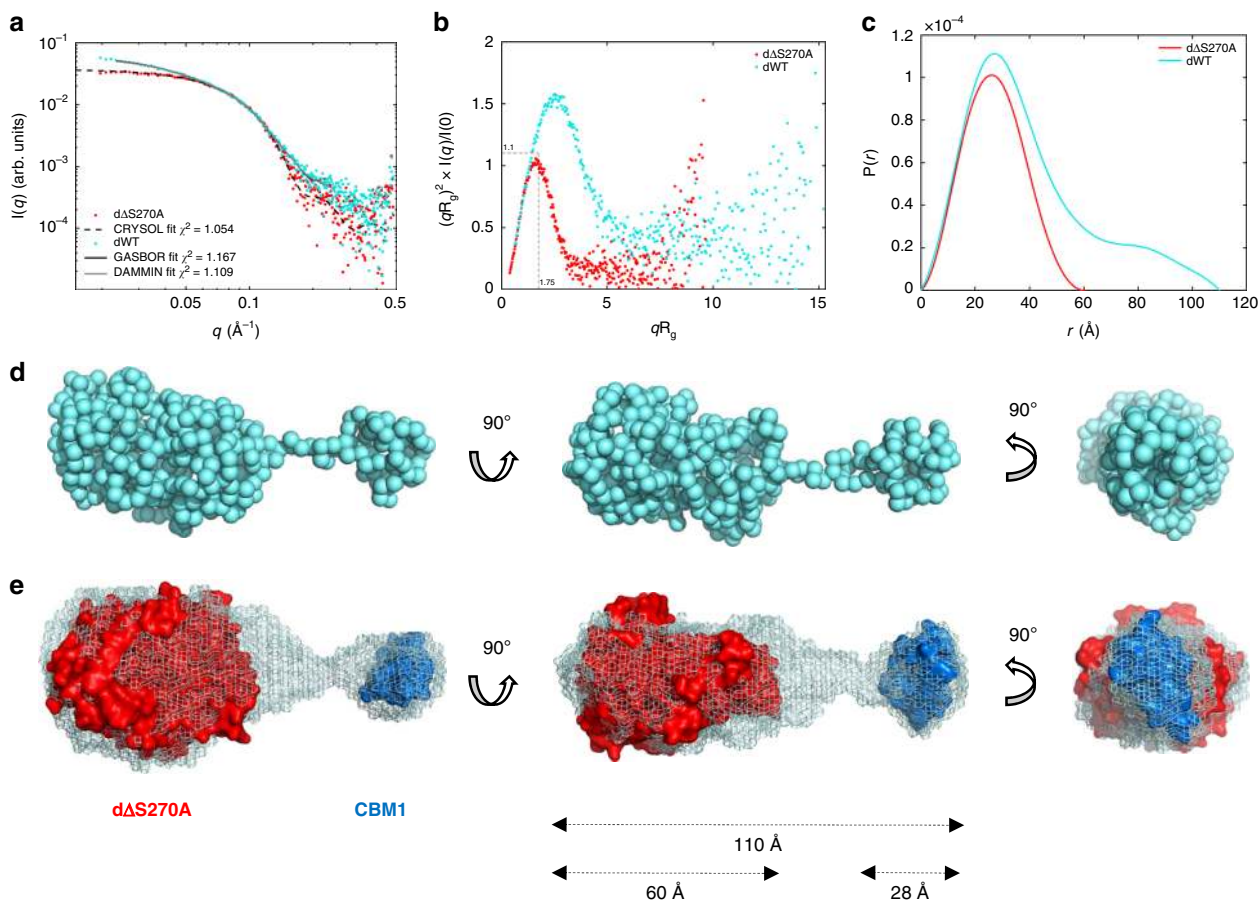 a
I(q) (arb. units)
10⁻¹
10⁻²
10⁻³
10⁻⁴
dΔS270A
CRYSOL fit χ² = 1.054
dWT
GASBOR fit χ² = 1.167
DAMMIN fit χ² = 1.109
0.05 0.1 0.5
q (Å⁻¹)
b
(qRg)² × I(q)/I(0)
2
1.5
1
0.5
0
1.1
1.75
dΔS270A
dWT
0 5 10 15
qRg
c
×10⁻⁴
P(r)
1.2
1
0.8
0.6
0.4
0.2
0
dΔS270A
dWT
0 20 40 60 80 100 120
r (Å)
d
90°
90°
e
90°
90°
dΔS270A CBM1
110 Å
60 Å 28 Å